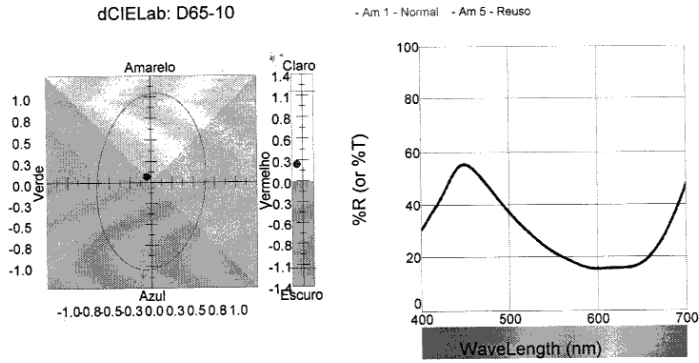 dCIELab: D65-10
Amarelo
Verde
Vermelho
Azul
1.0
0.8
0.5
0.3
0.0
-0.3
-0.5
-0.8
-1.0
-1.0-0.8-0.5-0.3 0.0 0.3 0.5 0.8 1.0
Claro
1.4
1.1
0.8
0.6
0.3
0.0
-0.3
-0.6
-0.8
-1.1
-1.4
Escuro
- Am 1 - Normal - Am 5 - Reuso
%R (or %T)
100
80
60
40
20
0
400 500 600 700
WaveLength (nm)